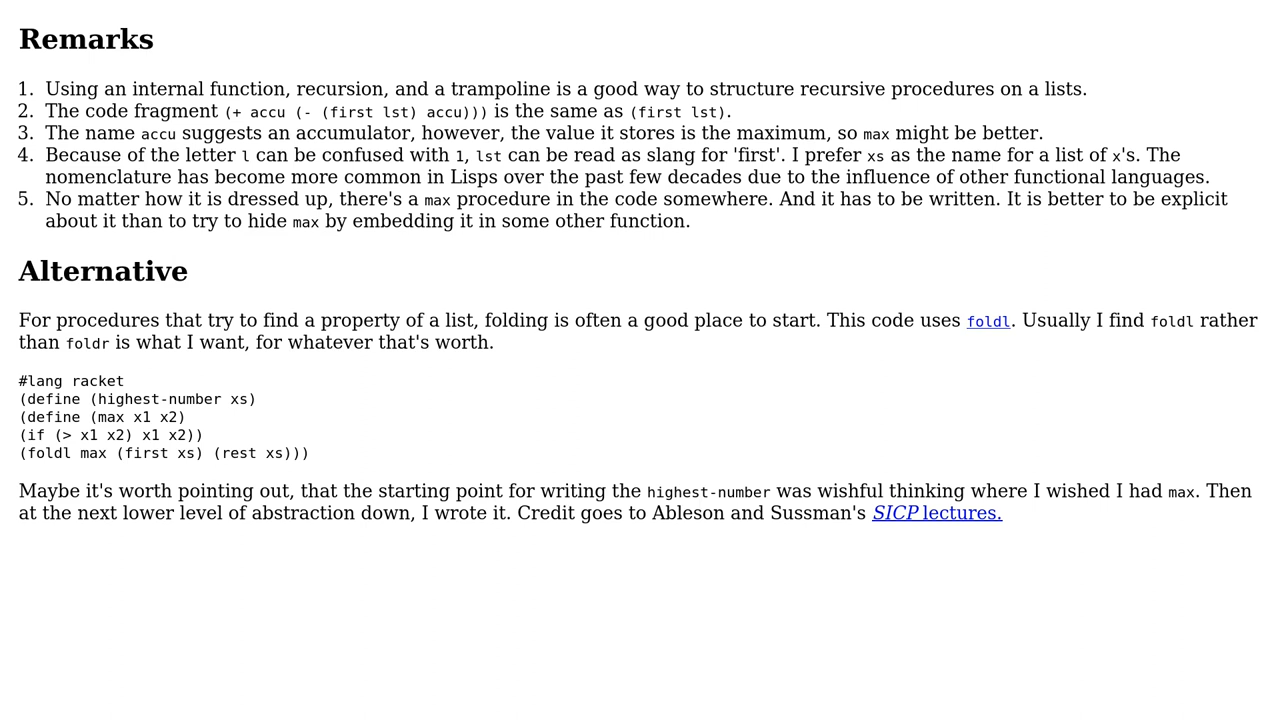 Remarks
1. Using an internal function, recursion, and a trampoline is a good way to structure recursive procedures on a lists.
2. The code fragment (+ accu (- (first lst) accu))) is the same as (first lst).
3. The name accu suggests an accumulator, however, the value it stores is the maximum, so max might be better.
4. Because of the letter l can be confused with 1, lst can be read as slang for 'first'. I prefer xs as the name for a list of x's. The
nomenclature has become more common in Lisps over the past few decades due to the influence of other functional languages.
5. No matter how it is dressed up, there's a max procedure in the code somewhere. And it has to be written. It is better to be explicit
about it than to try to hide max by embedding it in some other function.
Alternative
For procedures that try to find a property of a list, folding is often a good place to start. This code uses foldl. Usually I find foldl rather
than foldr is what I want, for whatever that's worth.
#lang racket
(define (highest-number xs)
(define (max x1 x2)
(if (> x1 x2) x1 x2))
(foldl max (first xs) (rest xs)))
Maybe it's worth pointing out, that the starting point for writing the highest-number was wishful thinking where I wished I had max. Then
at the next lower level of abstraction down, I wrote it. Credit goes to Ableson and Sussman's SICP lectures.